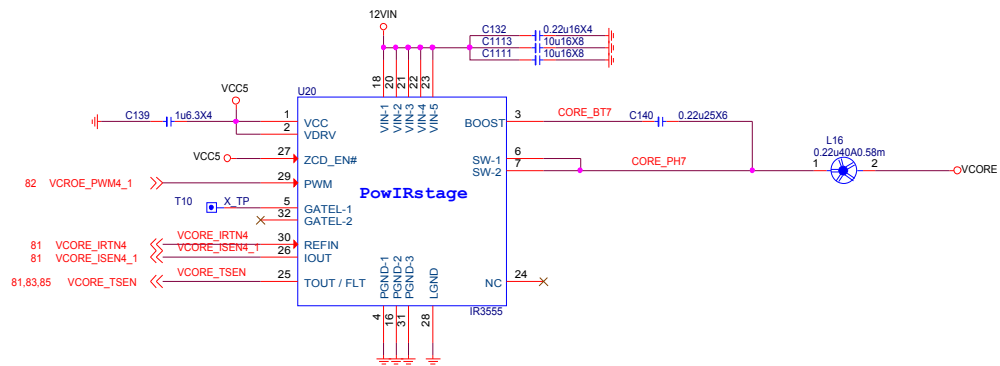 12VIN
C132 0.22u16X4
C1113 10u16X8
C1111 10u16X8
18 20 21 22 23
VCC5 U20
VIN-1 VIN-2 VIN-3 VIN-4 VIN-5
C139 1u6.3X4 1 VCC BOOST 3 CORE_BT7 C140 0.22u25X6
2 VDRV
L16
0.22u40A0.58m
VCC5 27 ZCD_EN# SW-1 6
SW-2 7 CORE_PH7 1 2 VCORE
82 VCROE_PWM4_1 29 PWM
PowIRstage
T10 X_TP 5 GATEL-1
32 GATEL-2
VCORE_IRTN4
81 VCORE_IRTN4 30 REFIN
VCORE_ISEN4_1
81 VCORE_ISEN4_1 26 IOUT
VCORE_TSEN
81,83,85 VCORE_TSEN 25 TOUT / FLT NC 24
PGND-1 PGND-2 PGND-3 LGND
IR3555
4 16 31 28